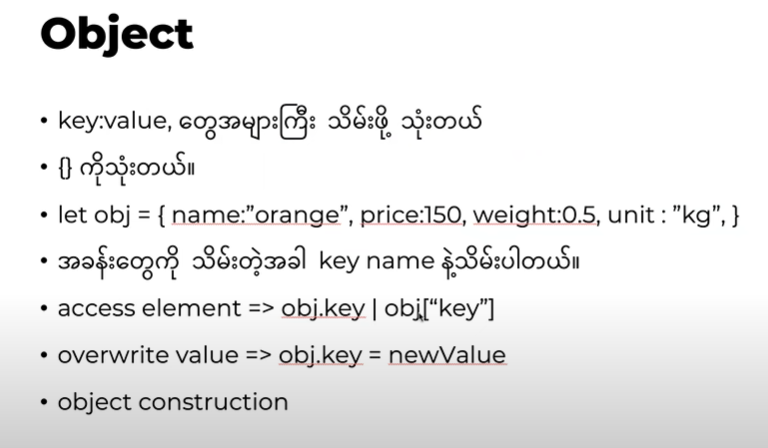 Object
• key:value, တွေအများကြီး သိမ်းဖို့ သုံးတယ်
• {} ကိုသုံးတယ်။
• let obj = { name:”orange”, price:150, weight:0.5, unit : ”kg”, }
• အခန်းတွေကို သိမ်းတဲ့အခါ key name နဲ့သိမ်းပါတယ်။
• access element => obj.key | obj[“key”]
• overwrite value => obj.key = newValue
• object construction